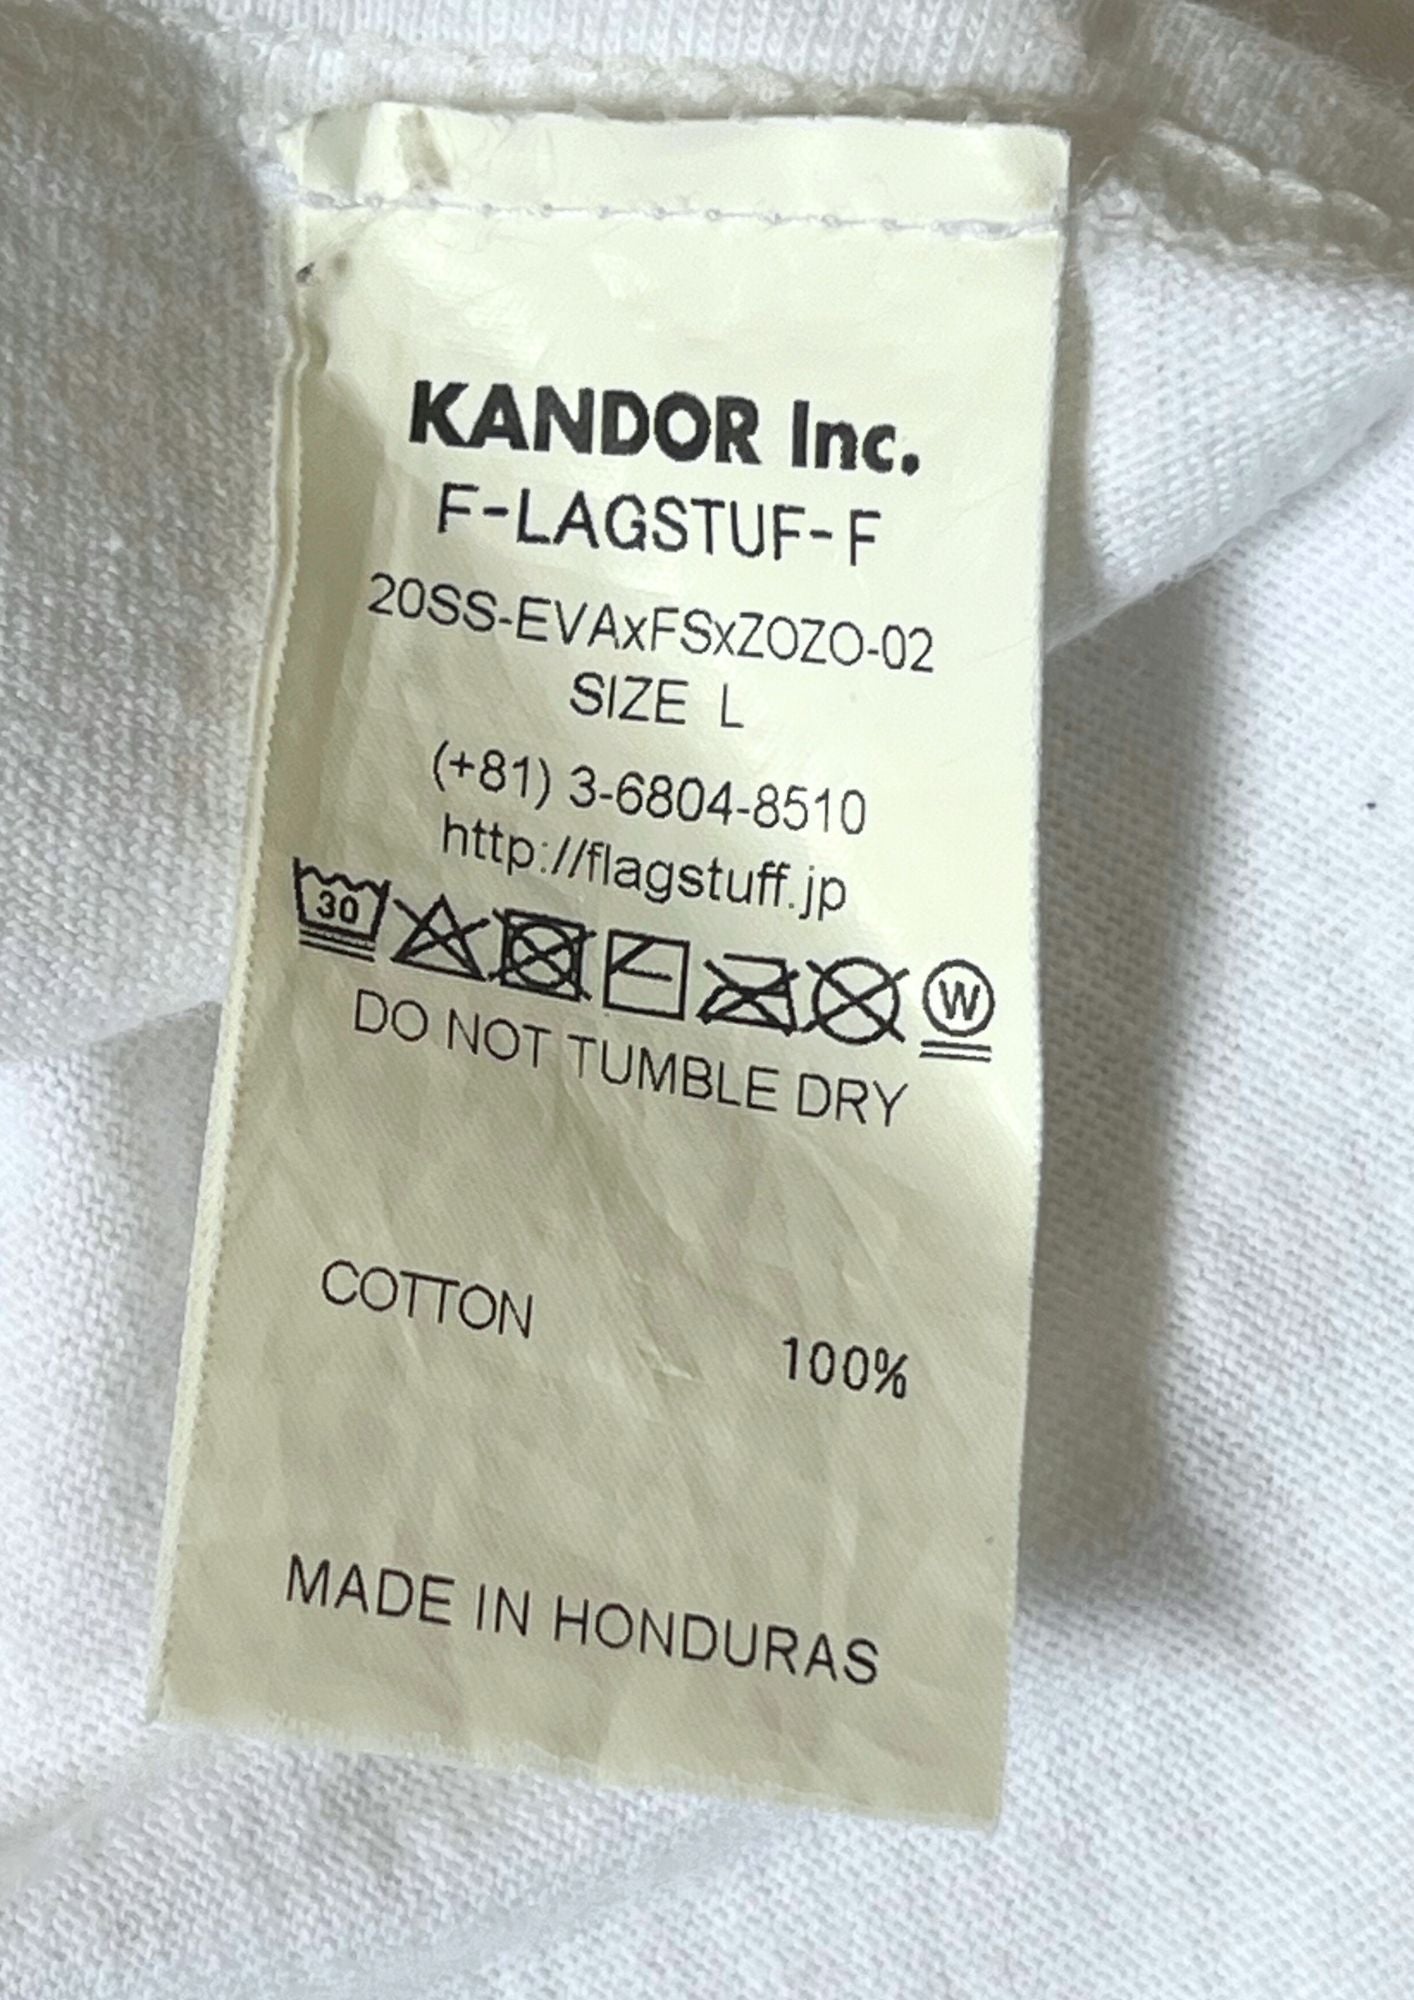 KANDOR Inc.
F-LAGSTUF-F
20SS-EVAxFSxZOZO-02
SIZE L
(+81) 3-6804-8510
http://flagstuff.jp
30 W
DO NOT TUMBLE DRY
COTTON 100%
MADE IN HONDURAS